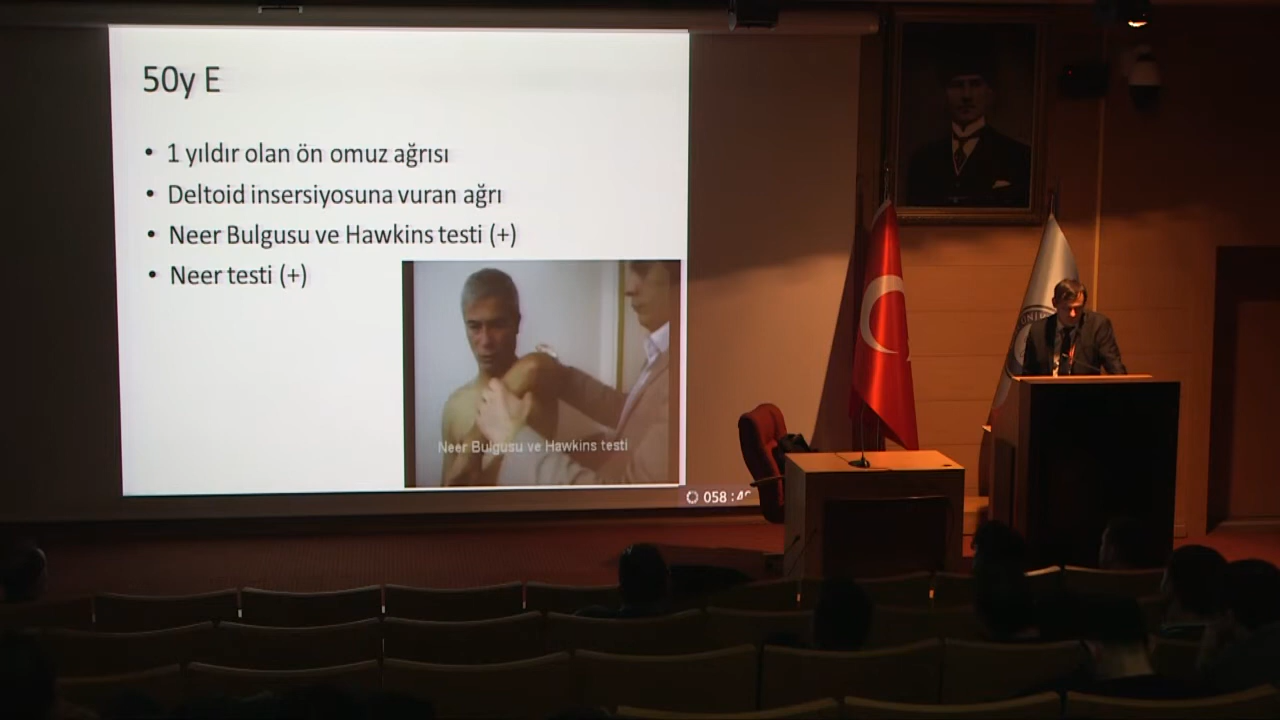 50y E
• 1 yıldır olan ön omuz ağrısı
• Deltoid insersiyosuna vuran ağrı
• Neer Bulgusu ve Hawkins testi (+)
• Neer testi (+)
Neer Bulgusu ve Hawkins testi
058